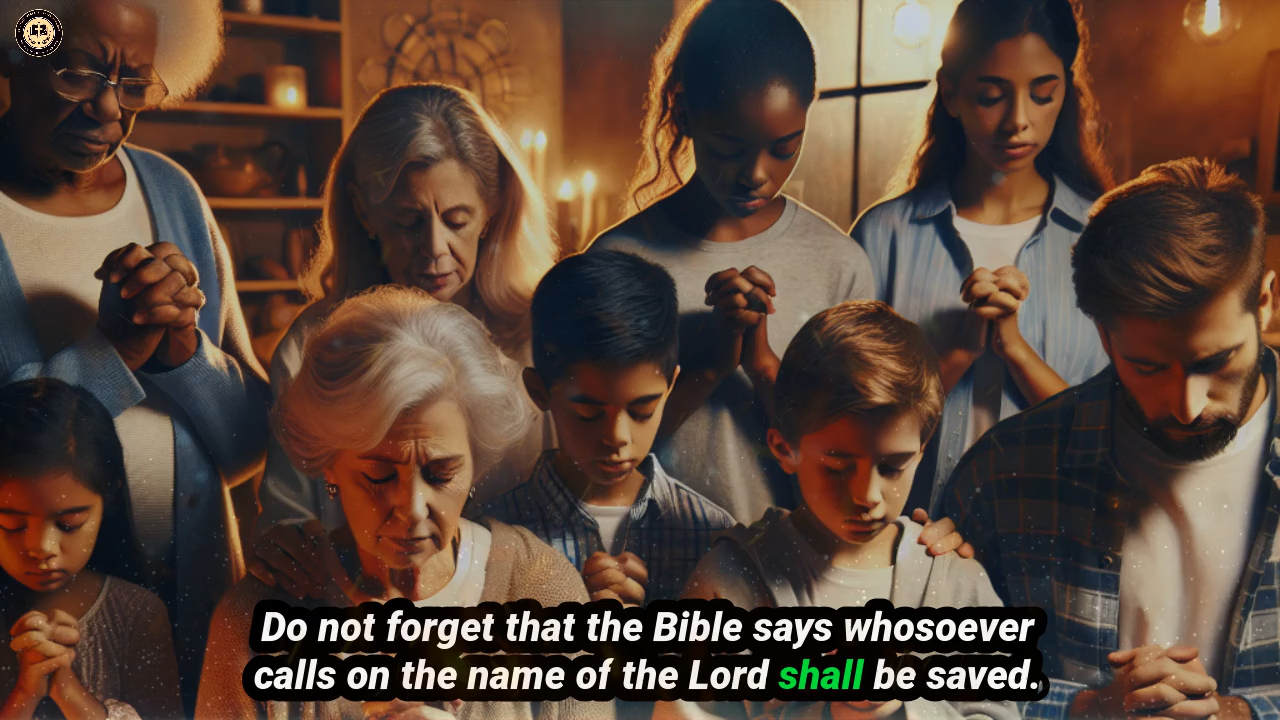 Do not forget that the Bible says whosoever
calls on the name of the Lord shall be saved.